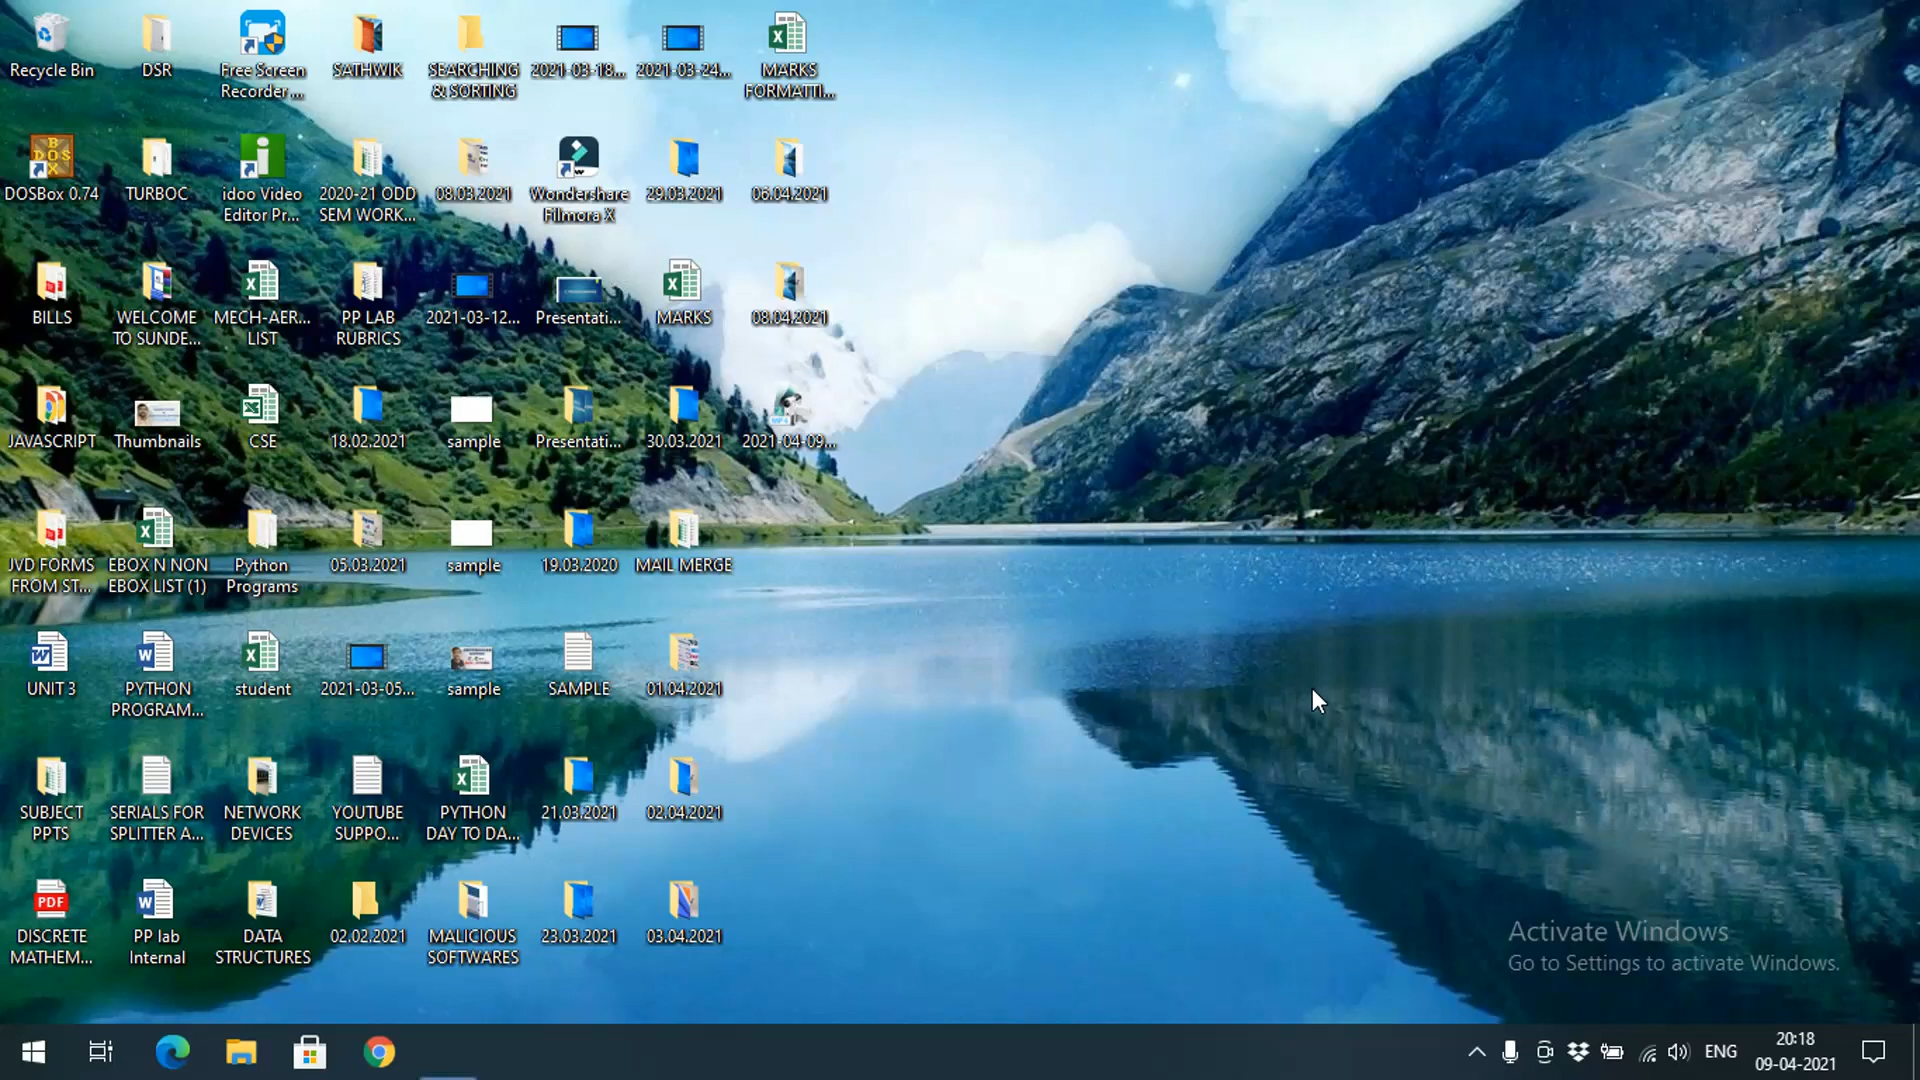 Recycle Bin
DSR
Free Screen
Recorder ...
SATHWIK
SEARCHING
& SORTING
2021-03-18...
2021-03-24...
MARKS
FORMATTI...
DOSBox 0.74
TURBOC
idoo Video
Editor Pr...
2020-21 ODD
SEM WORK...
08.03.2021
Wondershare
Filmora X
29.03.2021
06.04.2021
BILLS
WELCOME
TO SUNDE...
MECH-AER...
LIST
PP LAB
RUBRICS
2021-03-12...
Presentati...
MARKS
08.04.2021
JAVASCRIPT
Thumbnails
CSE
18.02.2021
sample
Presentati...
30.03.2021
2021-04-09...
JVD FORMS
FROM ST...
EBOX N NON
EBOX LIST (1)
Python
Programs
05.03.2021
sample
19.03.2020
MAIL MERGE
UNIT 3
PYTHON
PROGRAM...
student
2021-03-05...
sample
SAMPLE
01.04.2021
SUBJECT
PPTS
SERIALS FOR
SPLITTER A...
NETWORK
DEVICES
YOUTUBE
SUPPO...
PYTHON
DAY TO DA...
21.03.2021
02.04.2021
PDF
DISCRETE
MATHEM...
PP lab
Internal
DATA
STRUCTURES
02.02.2021
MALICIOUS
SOFTWARES
23.03.2021
03.04.2021
Activate Windows
Go to Settings to activate Windows.
ENG
20:18
09-04-2021